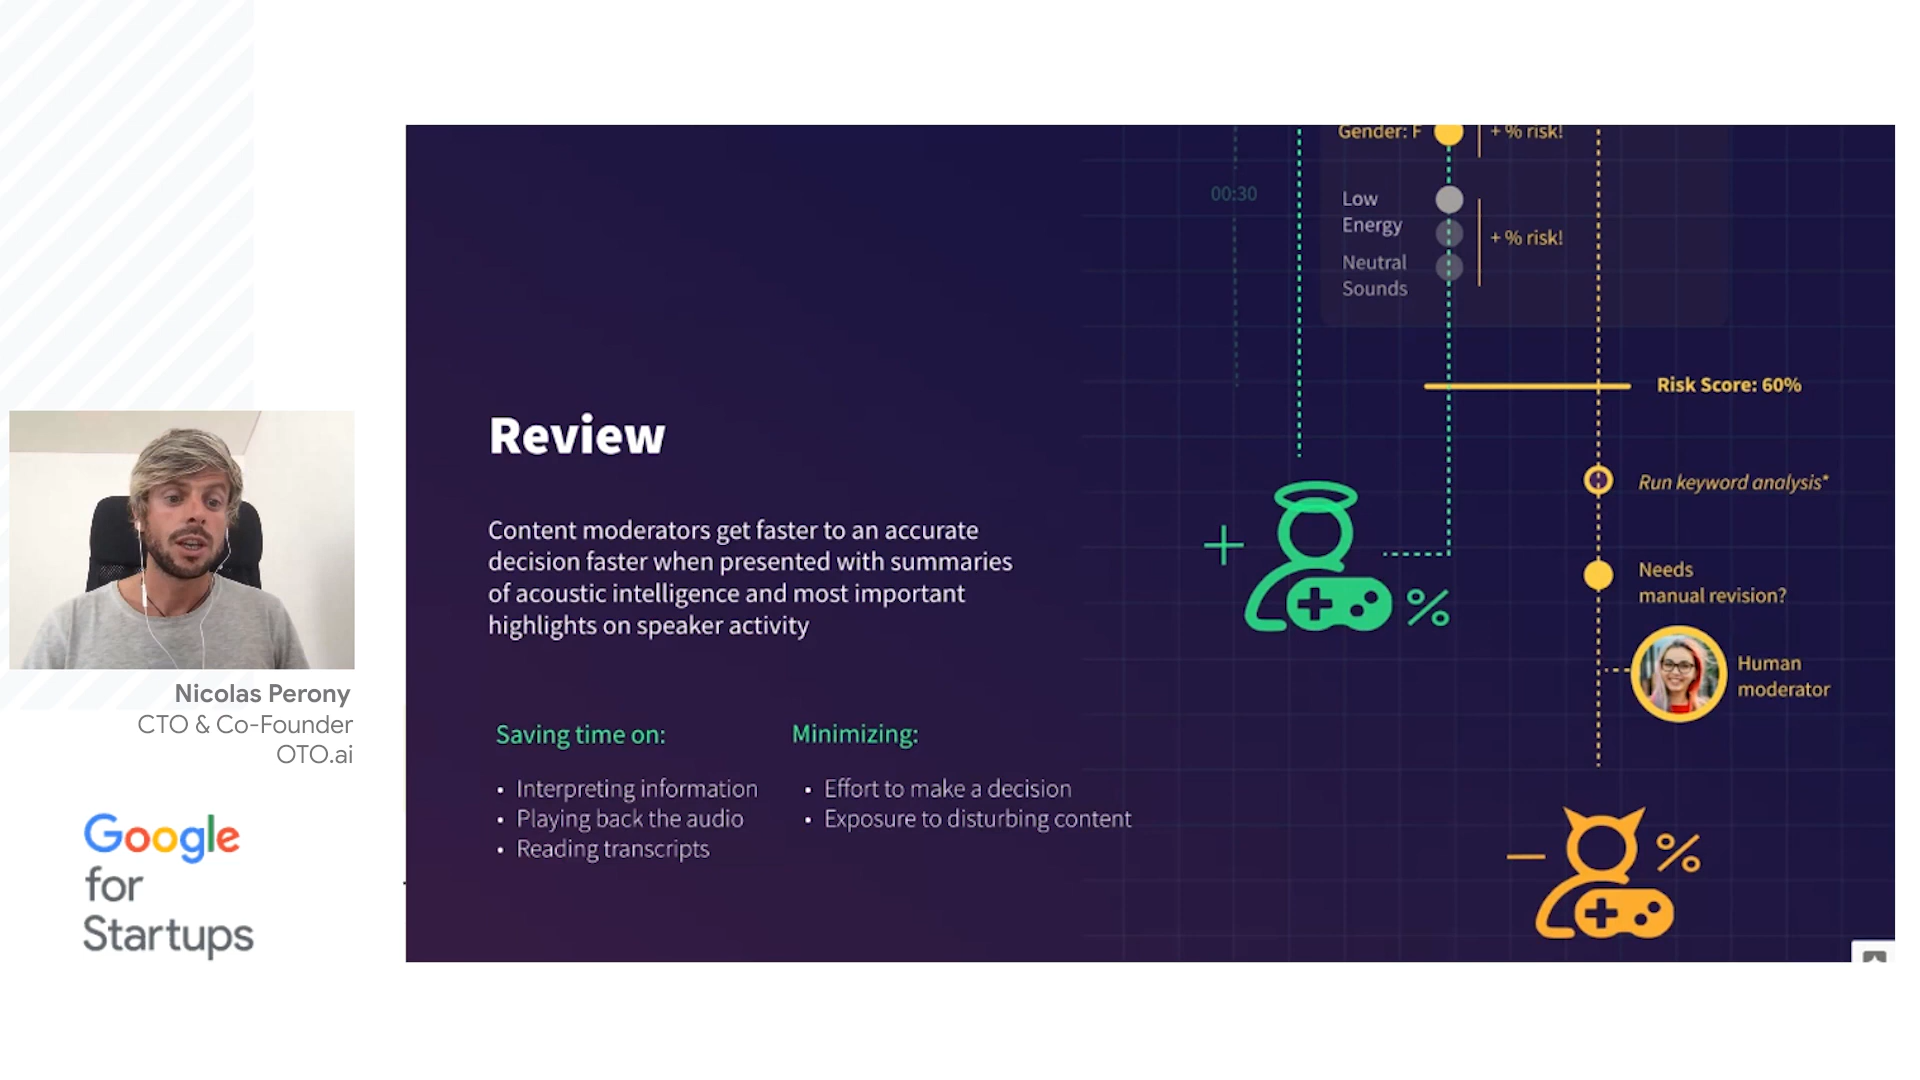 Nicolas Perony
CTO & Co-Founder
OTO.ai
Google
for
Startups
Review
Content moderators get faster to an accurate
decision faster when presented with summaries
of acoustic intelligence and most important
highlights on speaker activity
Saving time on:
• Interpreting information
• Playing back the audio
• Reading transcripts
Minimizing:
• Effort to make a decision
• Exposure to disturbing content
Gender: F
+ % risk!
00:30
Low
Energy
Neutral
Sounds
+ % risk!
Risk Score: 60%
Run keyword analysis*
Needs
manual revision?
Human
moderator
+
%
−
%